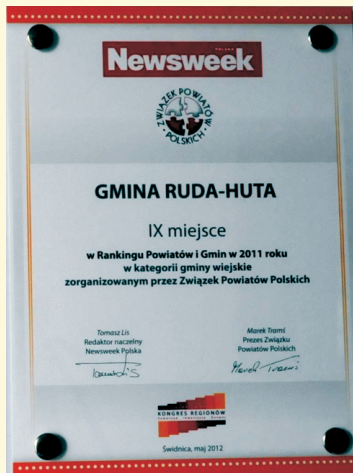 POLSKA
Newsweek
ZWIĄZEK POWIATÓW POLSKICH
GMINA RUDA-HUTA
IX miejsce
w Rankingu Powiatów i Gmin w 2011 roku
w kategorii gminy wiejskie
zorganizowanym przez Związek Powiatów Polskich
Tomasz Lis
Redaktor naczelny
Newsweek Polska
Marek Tramś
Prezes Związku
Powiatów Polskich
Marek Tramś
KONGRES REGIONÓW
Świdnica, maj 2012